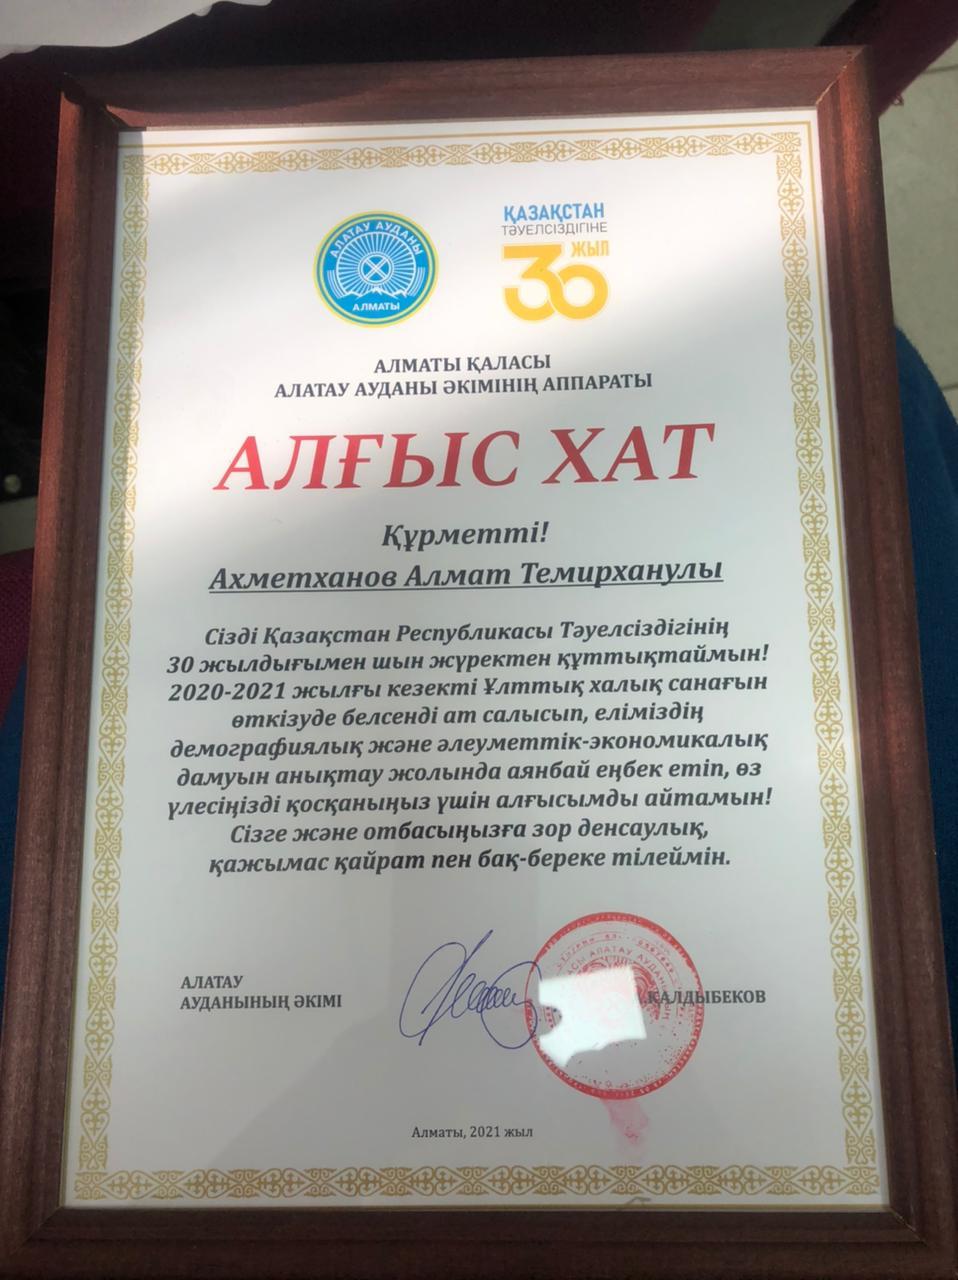 АЛАТАУ АУДАНЫ
АЛМАТЫ
ҚАЗАҚСТАН
ТӘУЕЛСІЗДІГІНЕ
30 ЖЫЛ
АЛМАТЫ ҚАЛАСЫ
АЛАТАУ АУДАНЫ ӘКІМІНІҢ АППАРАТЫ
АЛҒЫС ХАТ
Құрметті!
Ахметханов Алмат Темирханулы
Сізді Қазақстан Республикасы Тәуелсіздігінің
30 жылдығымен шын жүректен құттықтаймын!
2020-2021 жылғы кезекті Ұлттық халық санағын
өткізуде белсенді ат салысып, еліміздің
демографиялық және әлеуметтік-экономикалық
дамуын анықтау жолында аянбай еңбек етіп, өз
үлесіңізді қосқаныңыз үшін алғысымды айтамын!
Сізге және отбасыңызға зор денсаулық,
қажымас қайрат пен бақ-береке тілеймін.
АЛАТАУ
АУДАНЫНЫҢ ӘКІМІ
.ҚАЛДЫБЕКОВ
АЛАТАУ
Алматы, 2021 жыл